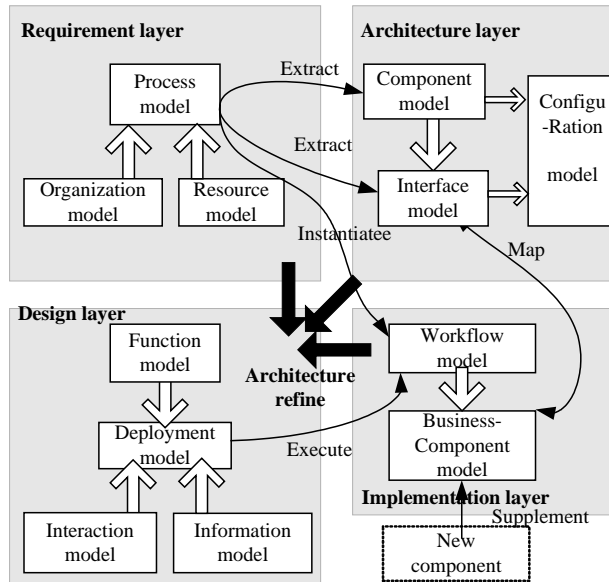 Requirement layer
Process
model
Organization
model
Resource
model
Extract
Extract
Instantiatee
Architecture layer
Component
model
Interface
model
Configu
-Ration
model
Map
Design layer
Function
model
Deployment
model
Interaction
model
Information
model
Architecture
refine
Execute
Workflow
model
Business-
Component
model
Implementation layer
Supplement
New
component